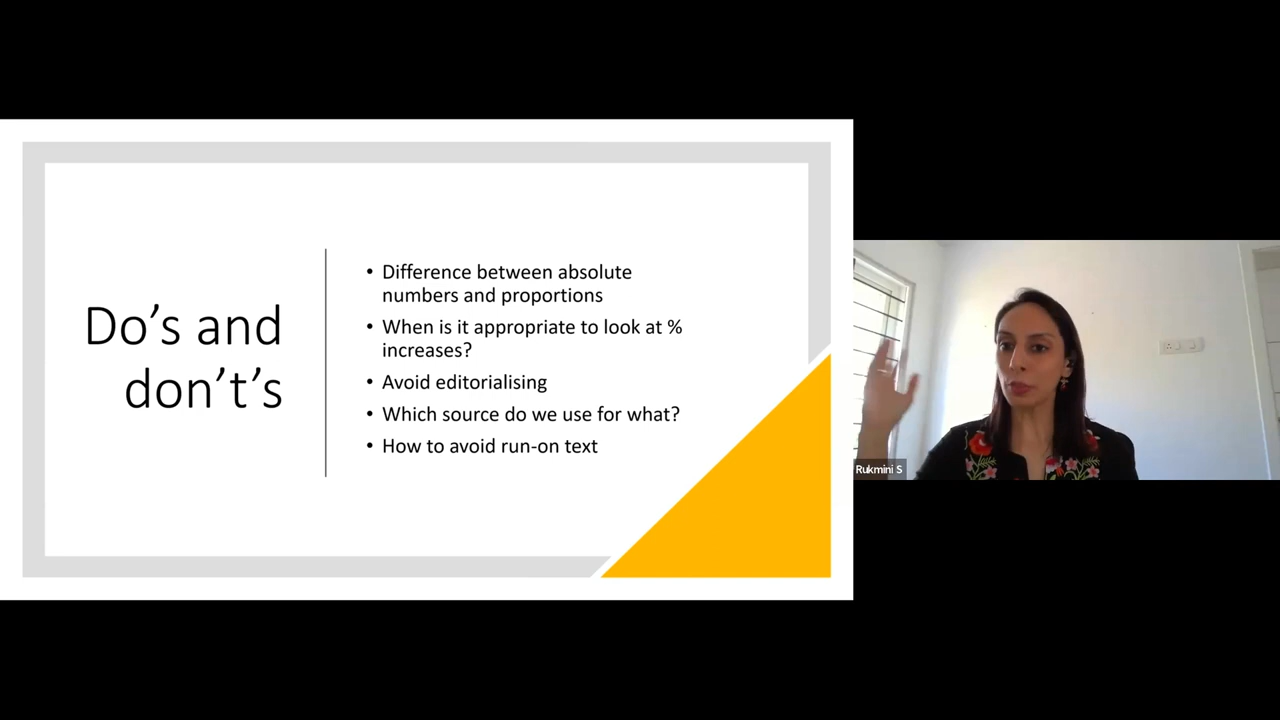 Do's and
don't's
• Difference between absolute
numbers and proportions
• When is it appropriate to look at %
increases?
• Avoid editorialising
• Which source do we use for what?
• How to avoid run-on text
Rukmini S